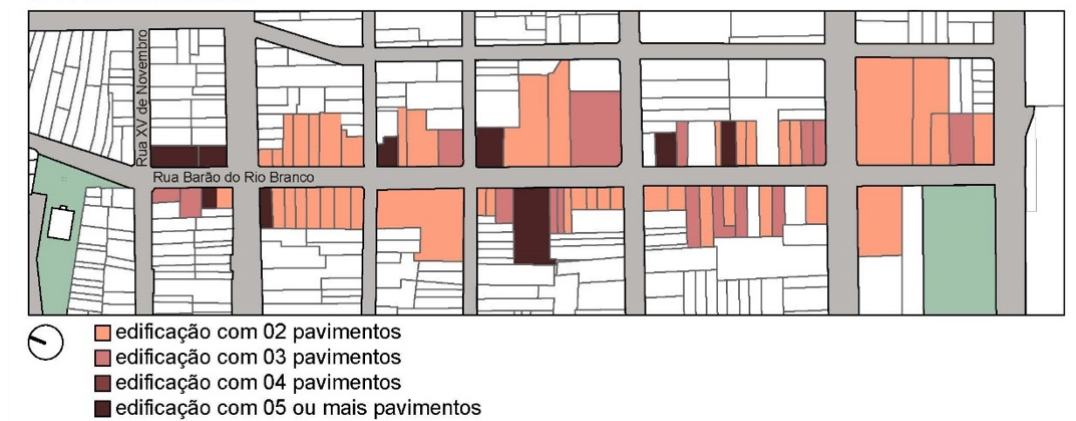 Rua XV de Novembro
Rua Barão do Rio Branco
edificação com 02 pavimentos
edificação com 03 pavimentos
edificação com 04 pavimentos
edificação com 05 ou mais pavimentos